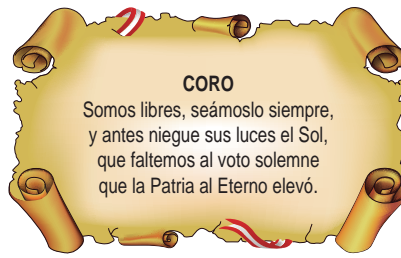 CORO
Somos libres, seámoslo siempre,
y antes niegue sus luces el Sol,
que faltemos al voto solemne
que la Patria al Eterno elevó.